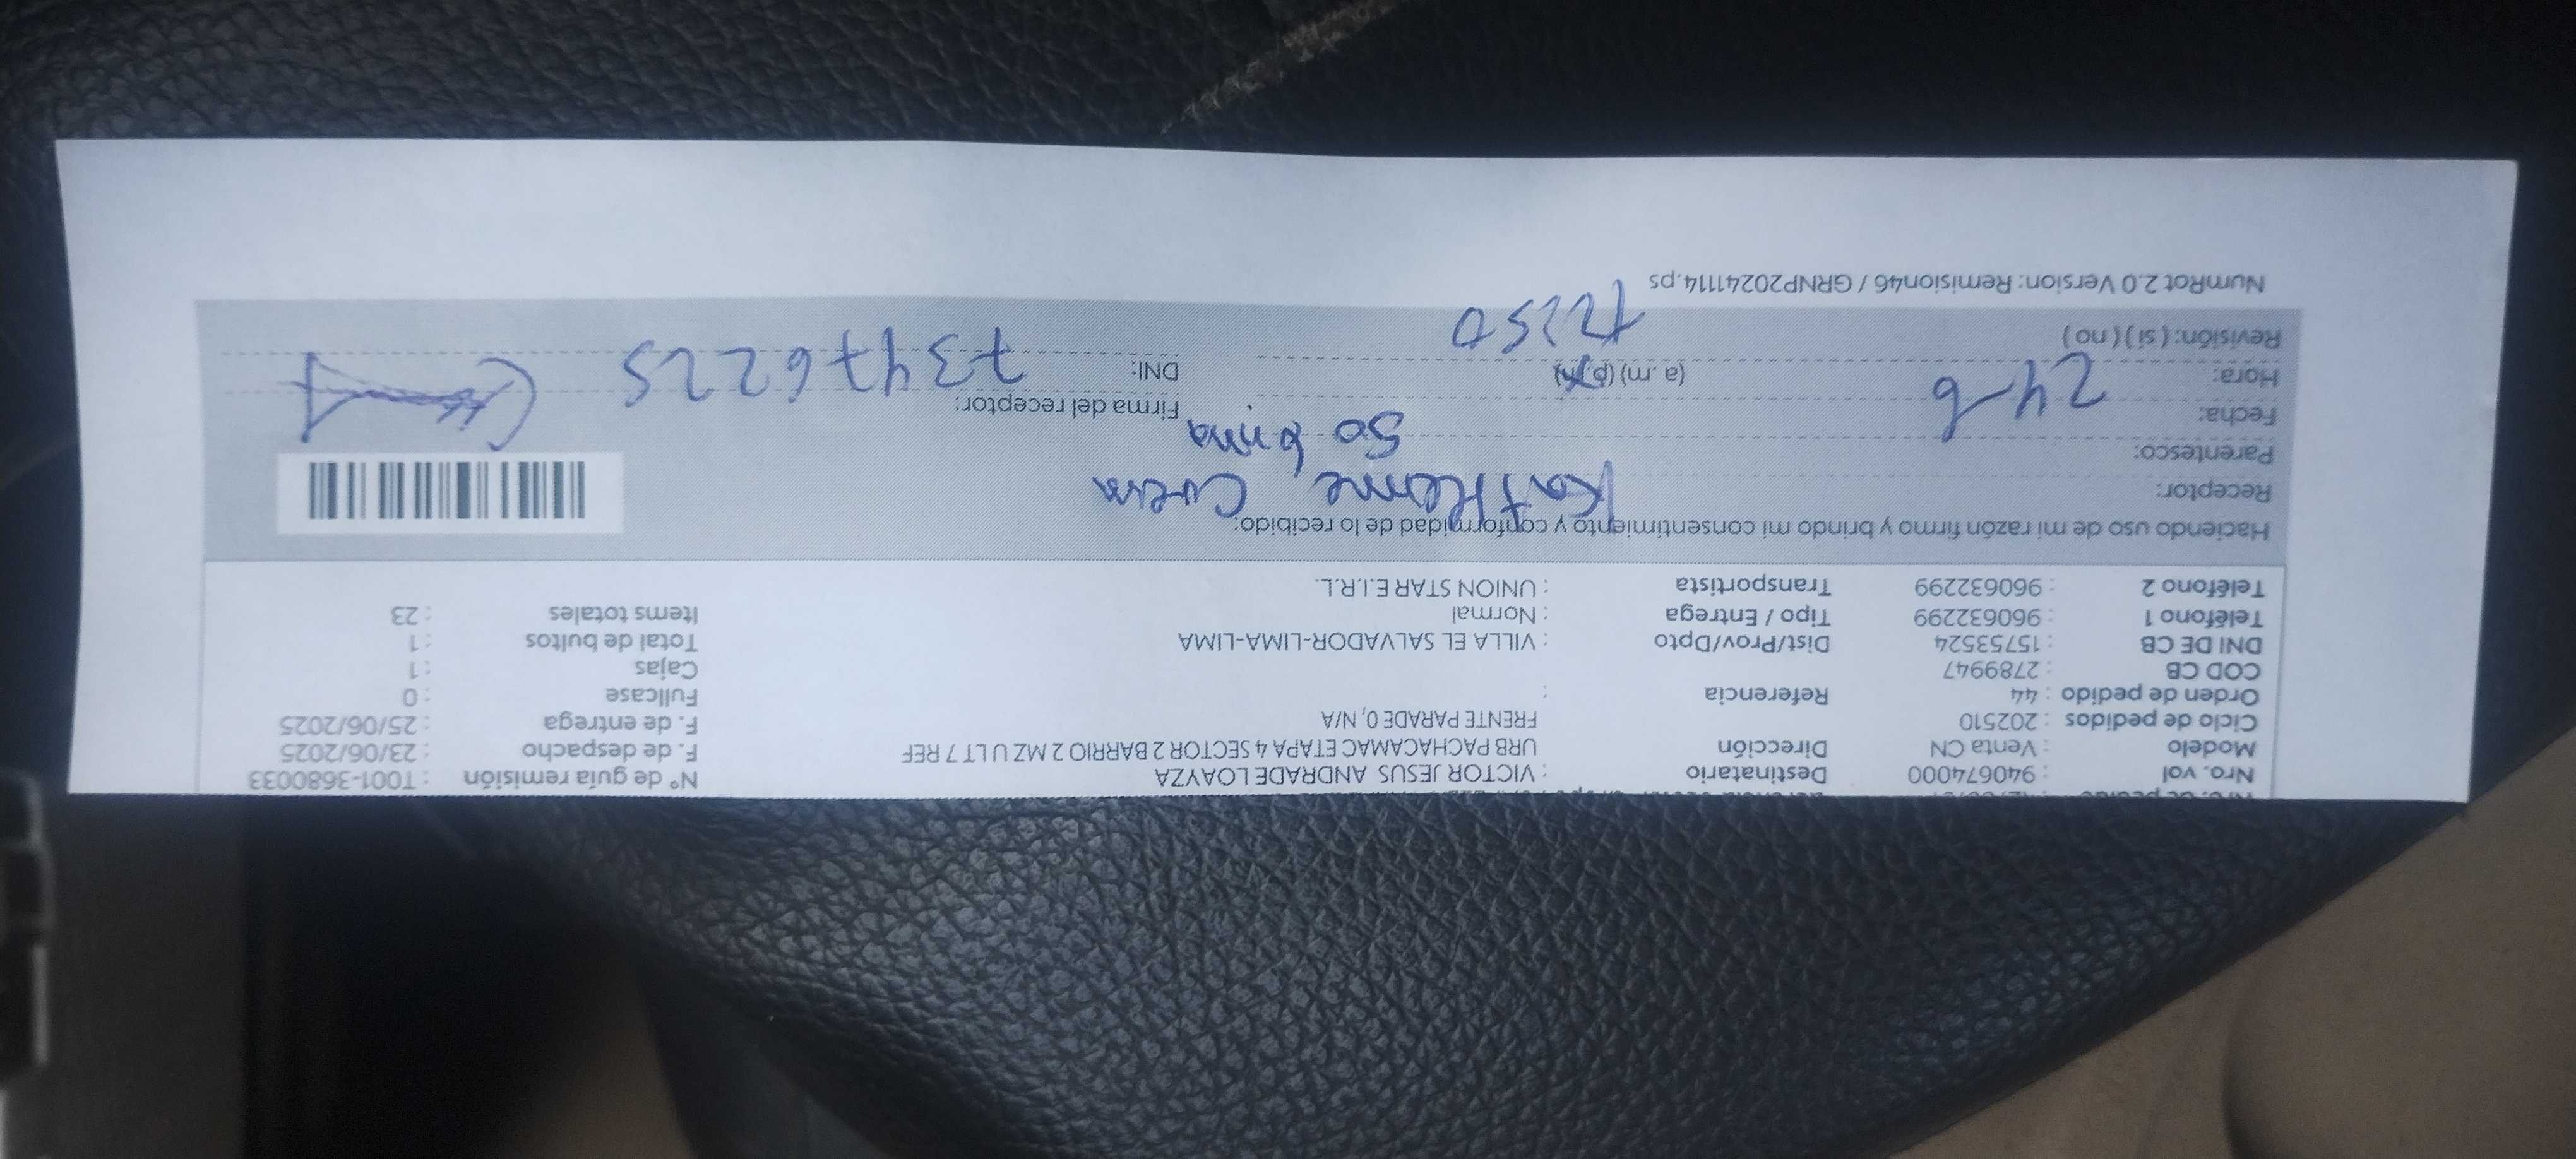 Nro. vol : 940674000 Destinatario : VICTOR JESUS ANDRADE LOAYZA Nº de guía remisión : T001-3680033
Modelo : Venta CN Dirección URB PACHACAMAC ETAPA 4 SECTOR 2 BARRIO 2 MZ U LT 7 REF F. de despacho : 23/06/2025
Ciclo de pedidos : 202510 FRENTE PARADE 0, N/A F. de entrega : 25/06/2025
Orden de pedido : 44 Referencia : Fullcase : 0
COD CB : 2789947 Cajas : 1
DNI DE CB : 15753524 Dist/Prov/Dpto : VILLA EL SALVADOR-LIMA-LIMA Total de bultos : 1
Teléfono 1 : 960632299 Tipo / Entrega : Normal Items totales : 23
Teléfono 2 : 960632299 Transportista : UNION STAR E.I.R.L.
Haciendo uso de mi razón firmo y brindo mi consentimiento y conformidad de lo recibido:
Receptor:
Parentesco: Sobrina
Fecha: 24-6 Firma del receptor:
Hora: (a .m) (p.m) DNI: 73476225
Revisión: ( si ) ( no ) 12:50
NumRot 2.0 Version: Remision46 / GRNP20241114.ps